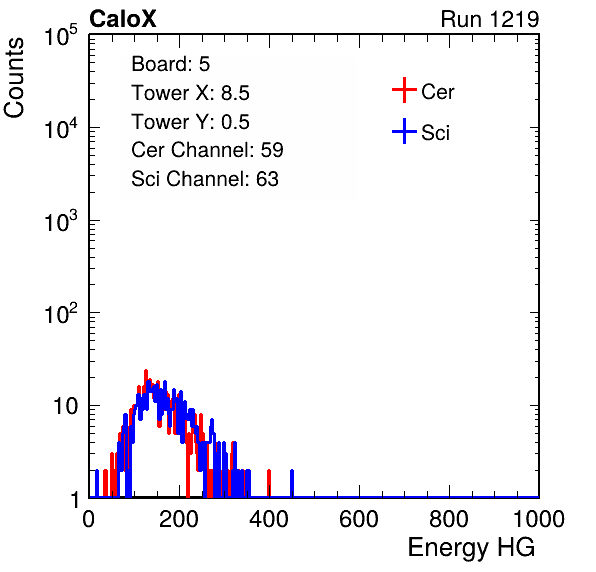 CaloX Run 1219
Counts
Board: 5
Tower X: 8.5
Tower Y: 0.5
Cer Channel: 59
Sci Channel: 63
Cer
Sci
10^5
10^4
10^3
10^2
10
1
0 200 400 600 800 1000
Energy HG